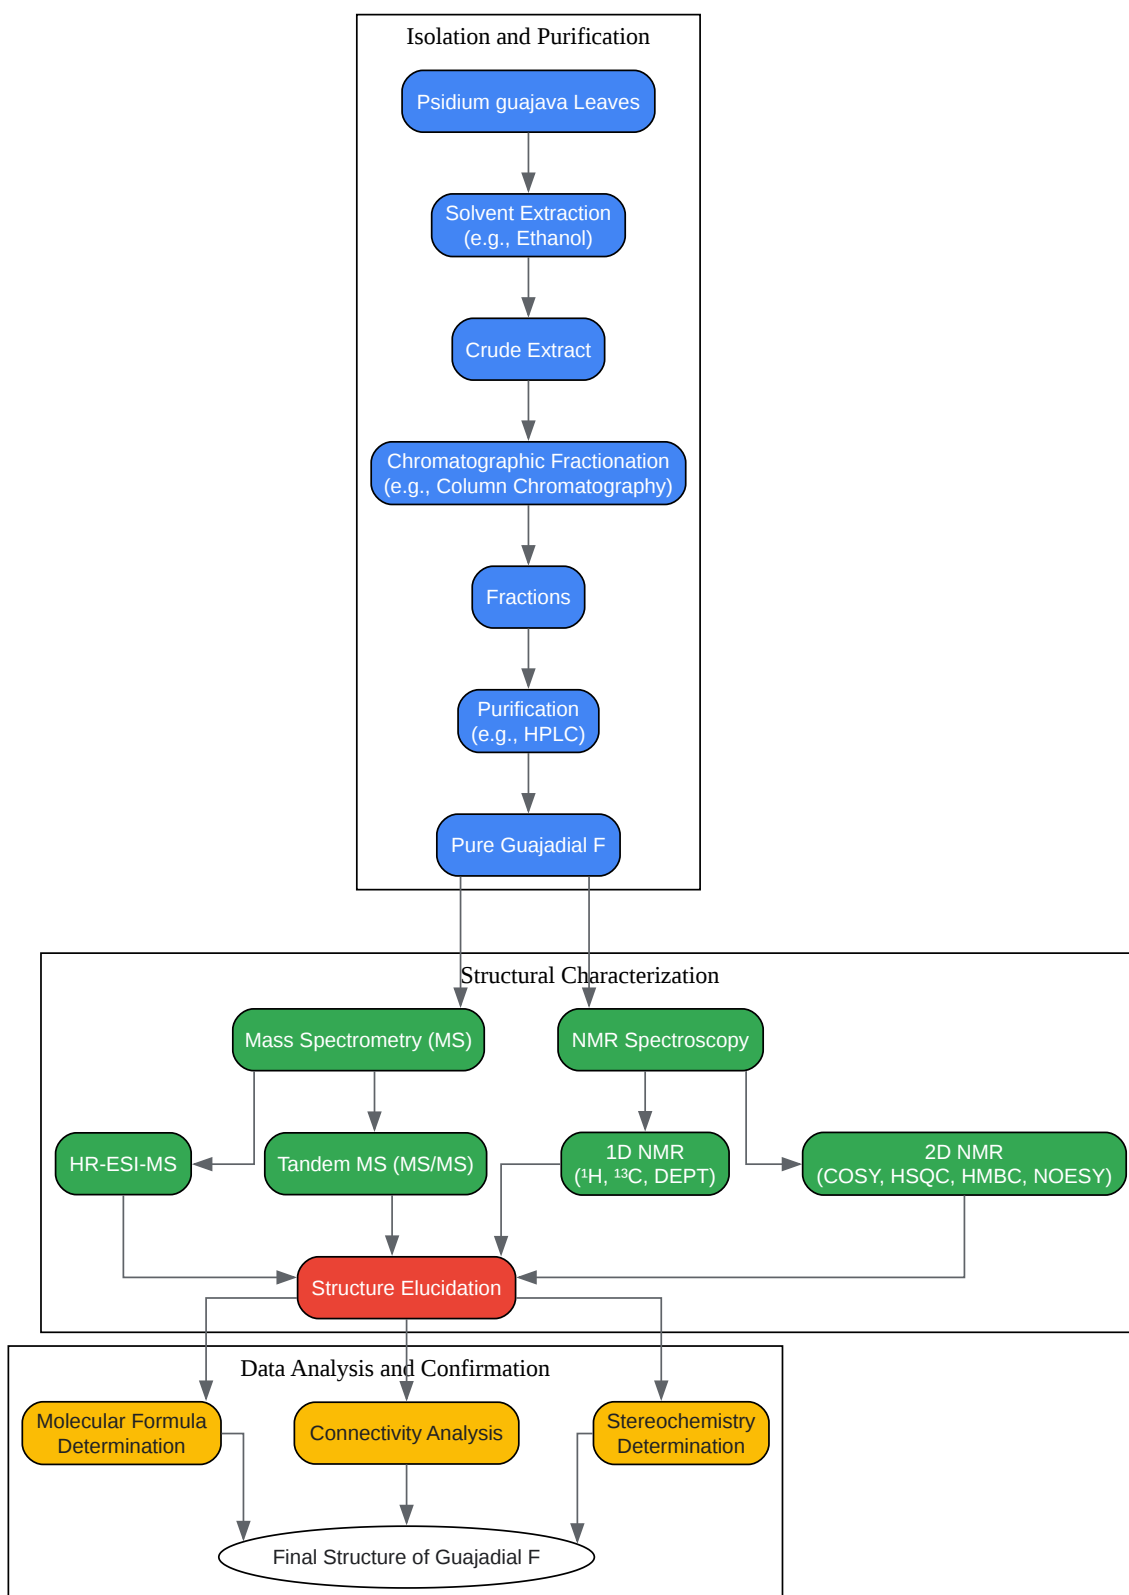 Isolation and Purification
Psidium guajava Leaves
Solvent Extraction
(e.g., Ethanol)
Crude Extract
Chromatographic Fractionation
(e.g., Column Chromatography)
Fractions
Purification
(e.g., HPLC)
Pure Guajadial F
Structural Characterization
Mass Spectrometry (MS)
NMR Spectroscopy
HR-ESI-MS
Tandem MS (MS/MS)
1D NMR
(¹H, ¹³C, DEPT)
2D NMR
(COSY, HSQC, HMBC, NOESY)
Structure Elucidation
Data Analysis and Confirmation
Molecular Formula
Determination
Connectivity Analysis
Stereochemistry
Determination
Final Structure of Guajadial F